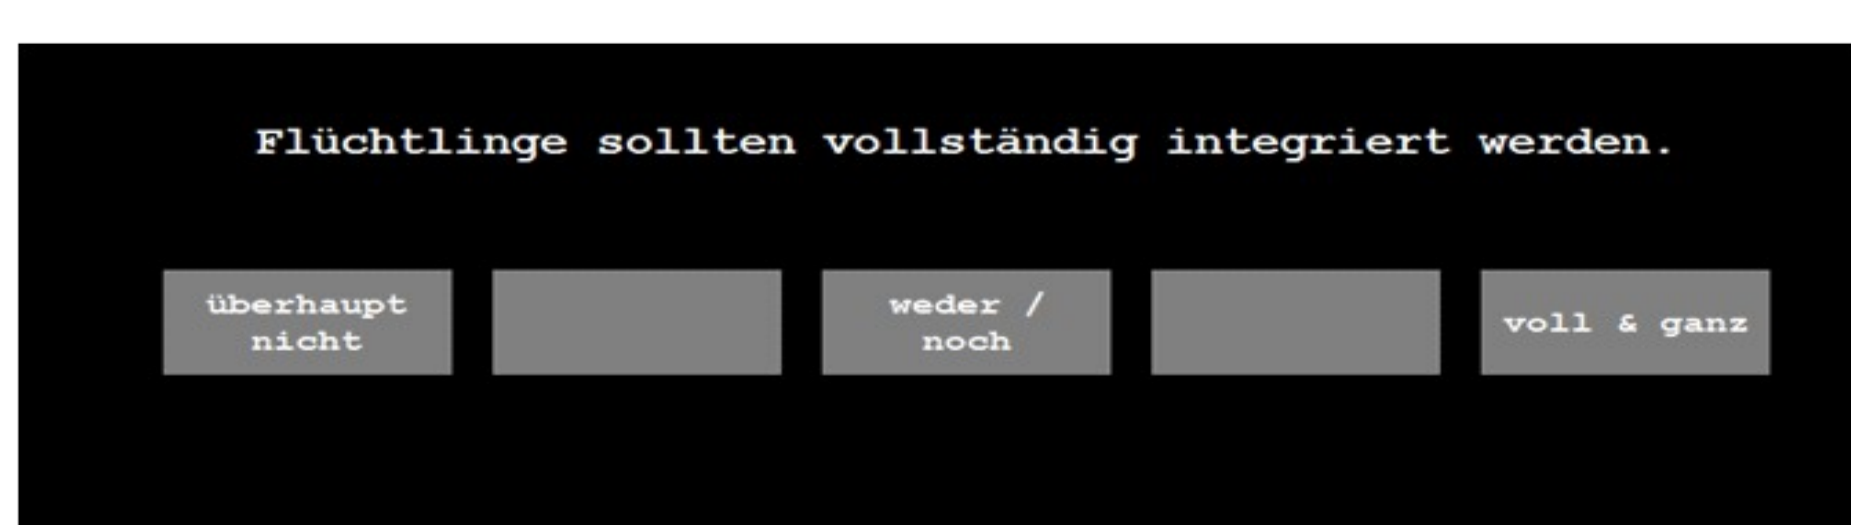 Flüchtlinge sollten vollständig integriert werden.
überhaupt
nicht
weder /
noch
voll & ganz